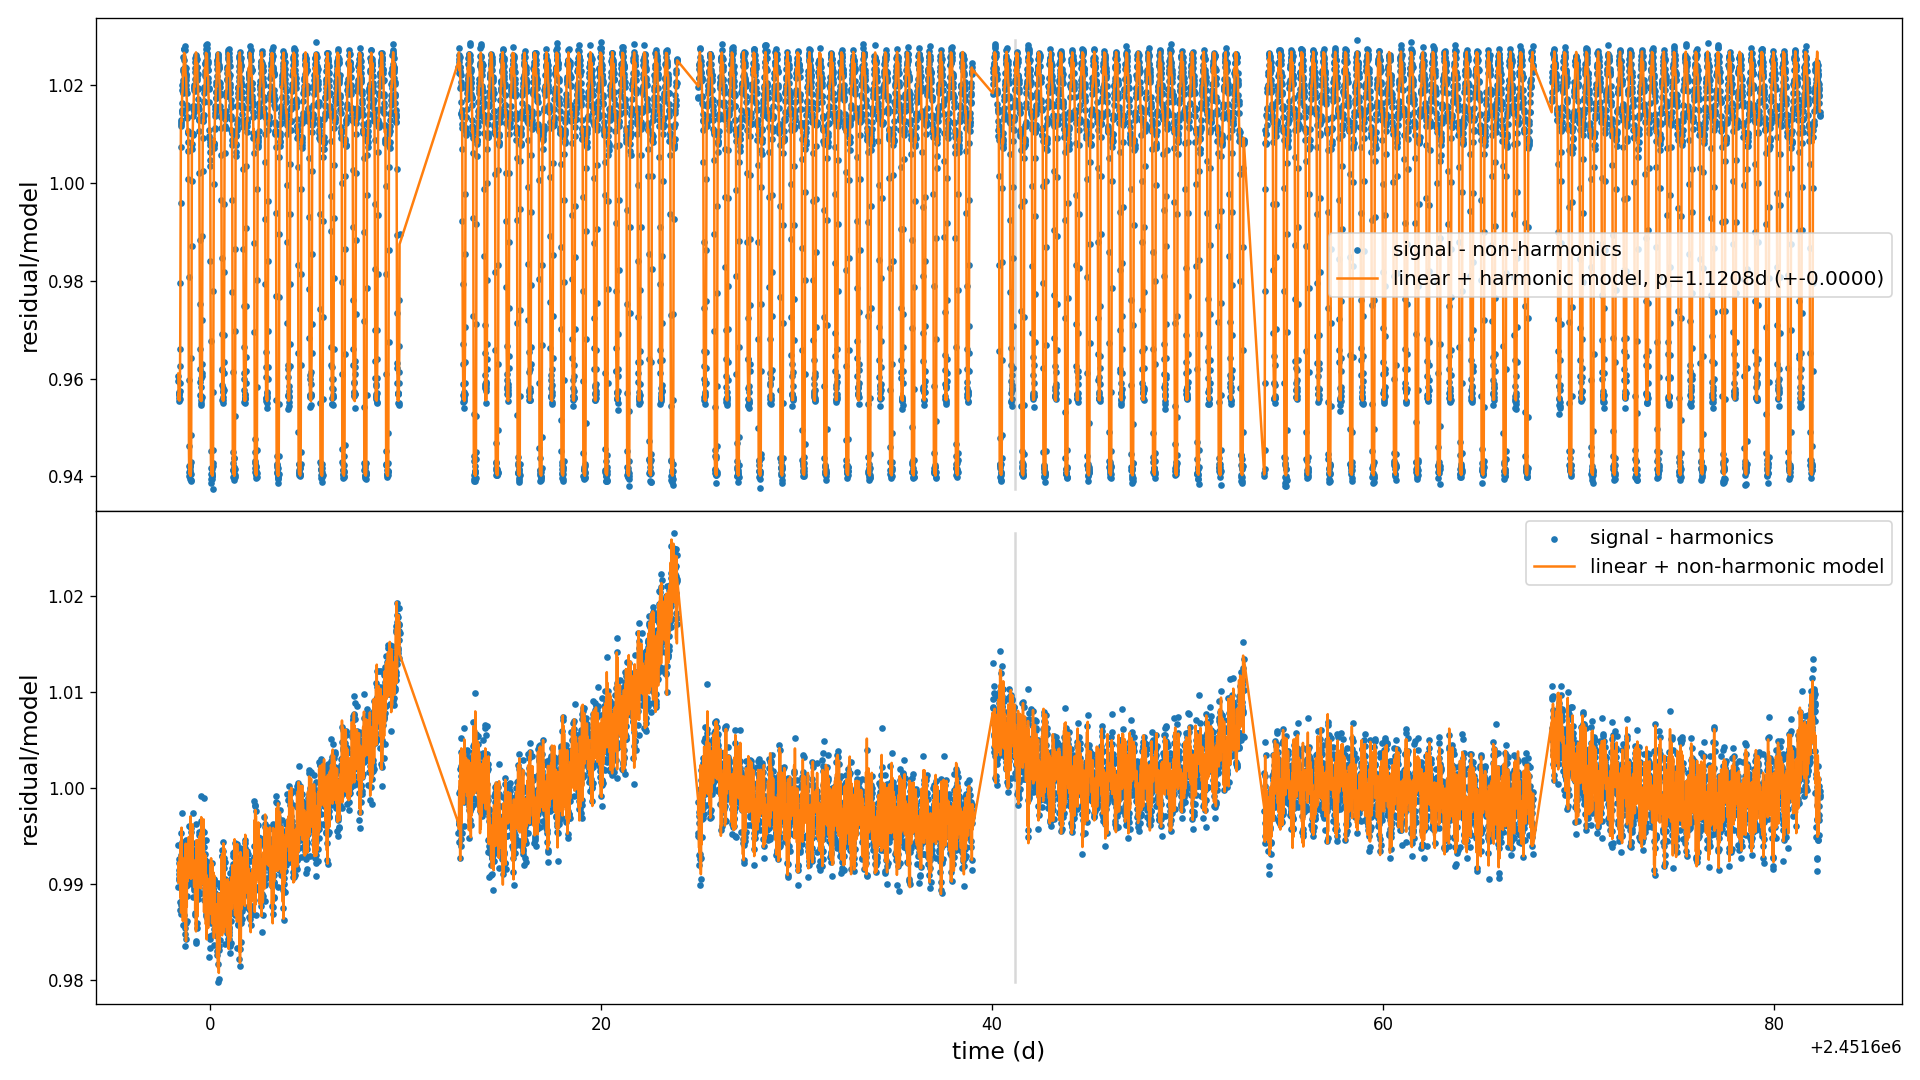 1.02
1.00
0.98
0.96
0.94
residual/model
signal - non-harmonics
linear + harmonic model, p=1.1208d (+-0.0000)
1.02
1.01
1.00
0.99
0.98
residual/model
signal - harmonics
linear + non-harmonic model
0 20 40 60 80
time (d)
+2.4516e6